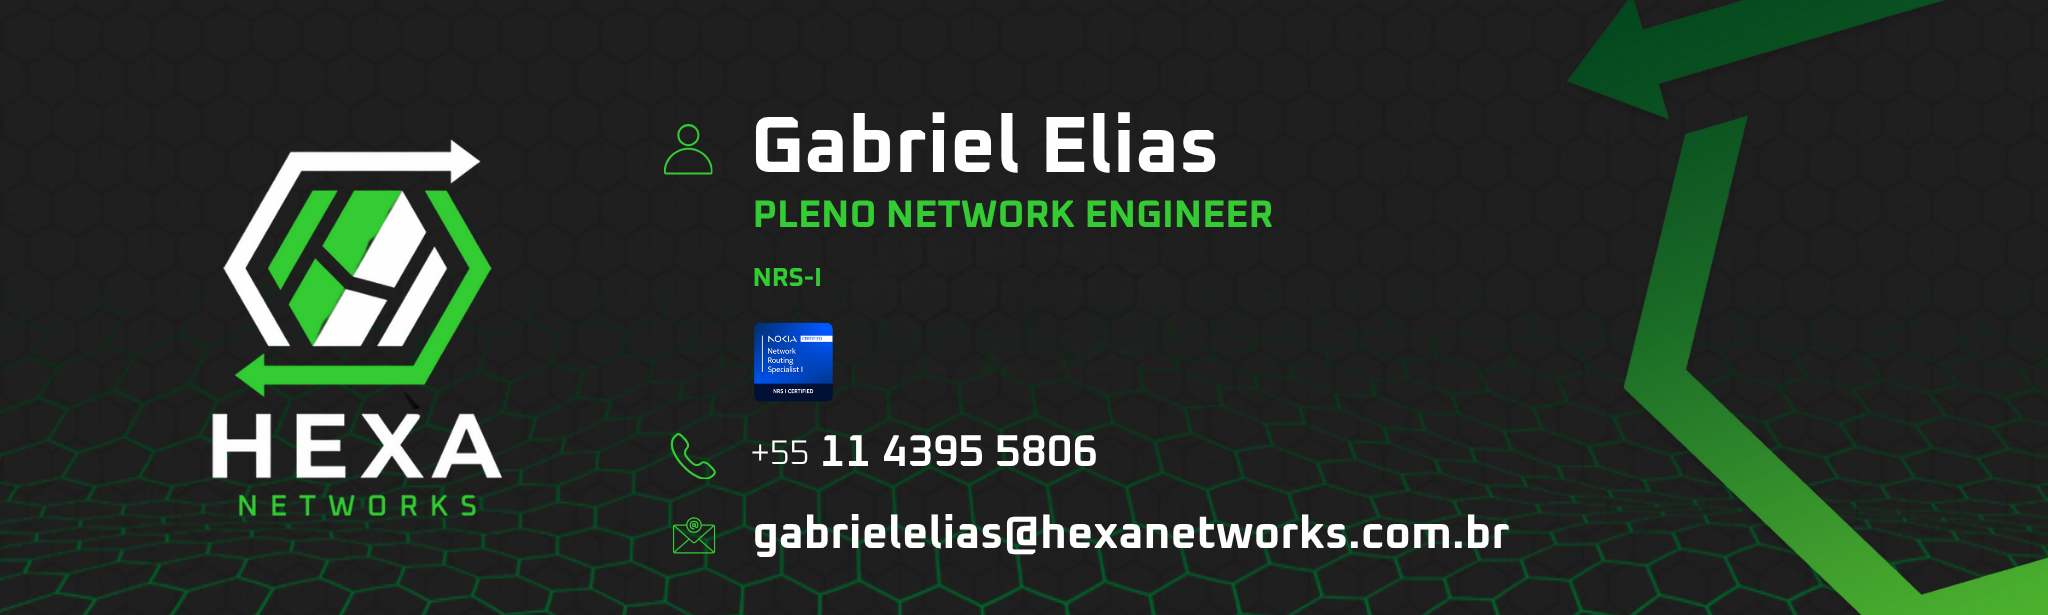 HEXA
NETWORKS
Gabriel Elias
PLENO NETWORK ENGINEER
NRS-I
NOKIA CERTIFIED
Network
Routing
Specialist I
NRS I CERTIFIED
+55 11 4395 5806
gabrielelias@hexanetworks.com.br